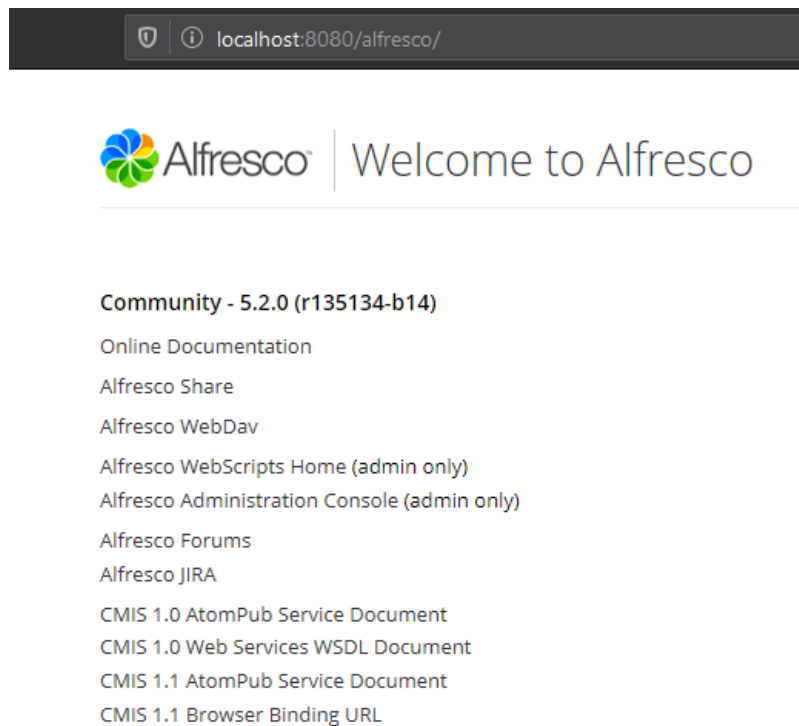 localhost:8080/alfresco/
Alfresco™ Welcome to Alfresco
Community - 5.2.0 (r135134-b14)
Online Documentation
Alfresco Share
Alfresco WebDav
Alfresco WebScripts Home (admin only)
Alfresco Administration Console (admin only)
Alfresco Forums
Alfresco JIRA
CMIS 1.0 AtomPub Service Document
CMIS 1.0 Web Services WSDL Document
CMIS 1.1 AtomPub Service Document
CMIS 1.1 Browser Binding URL